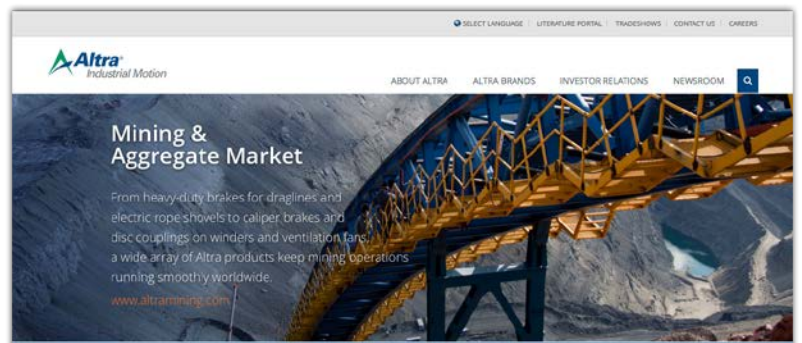 SELECT LANGUAGE | LITERATURE PORTAL | TRADESHOWS | CONTACT US | CAREERS
Altra
Industrial Motion
ABOUT ALTRA ALTRA BRANDS INVESTOR RELATIONS NEWSROOM
Mining &
Aggregate Market
From heavy-duty brakes for draglines and
electric rope shovels to caliper brakes and
disc couplings on winders and ventilation fans,
a wide array of Altra products keep mining operations
running smoothly worldwide.
www.altramining.com